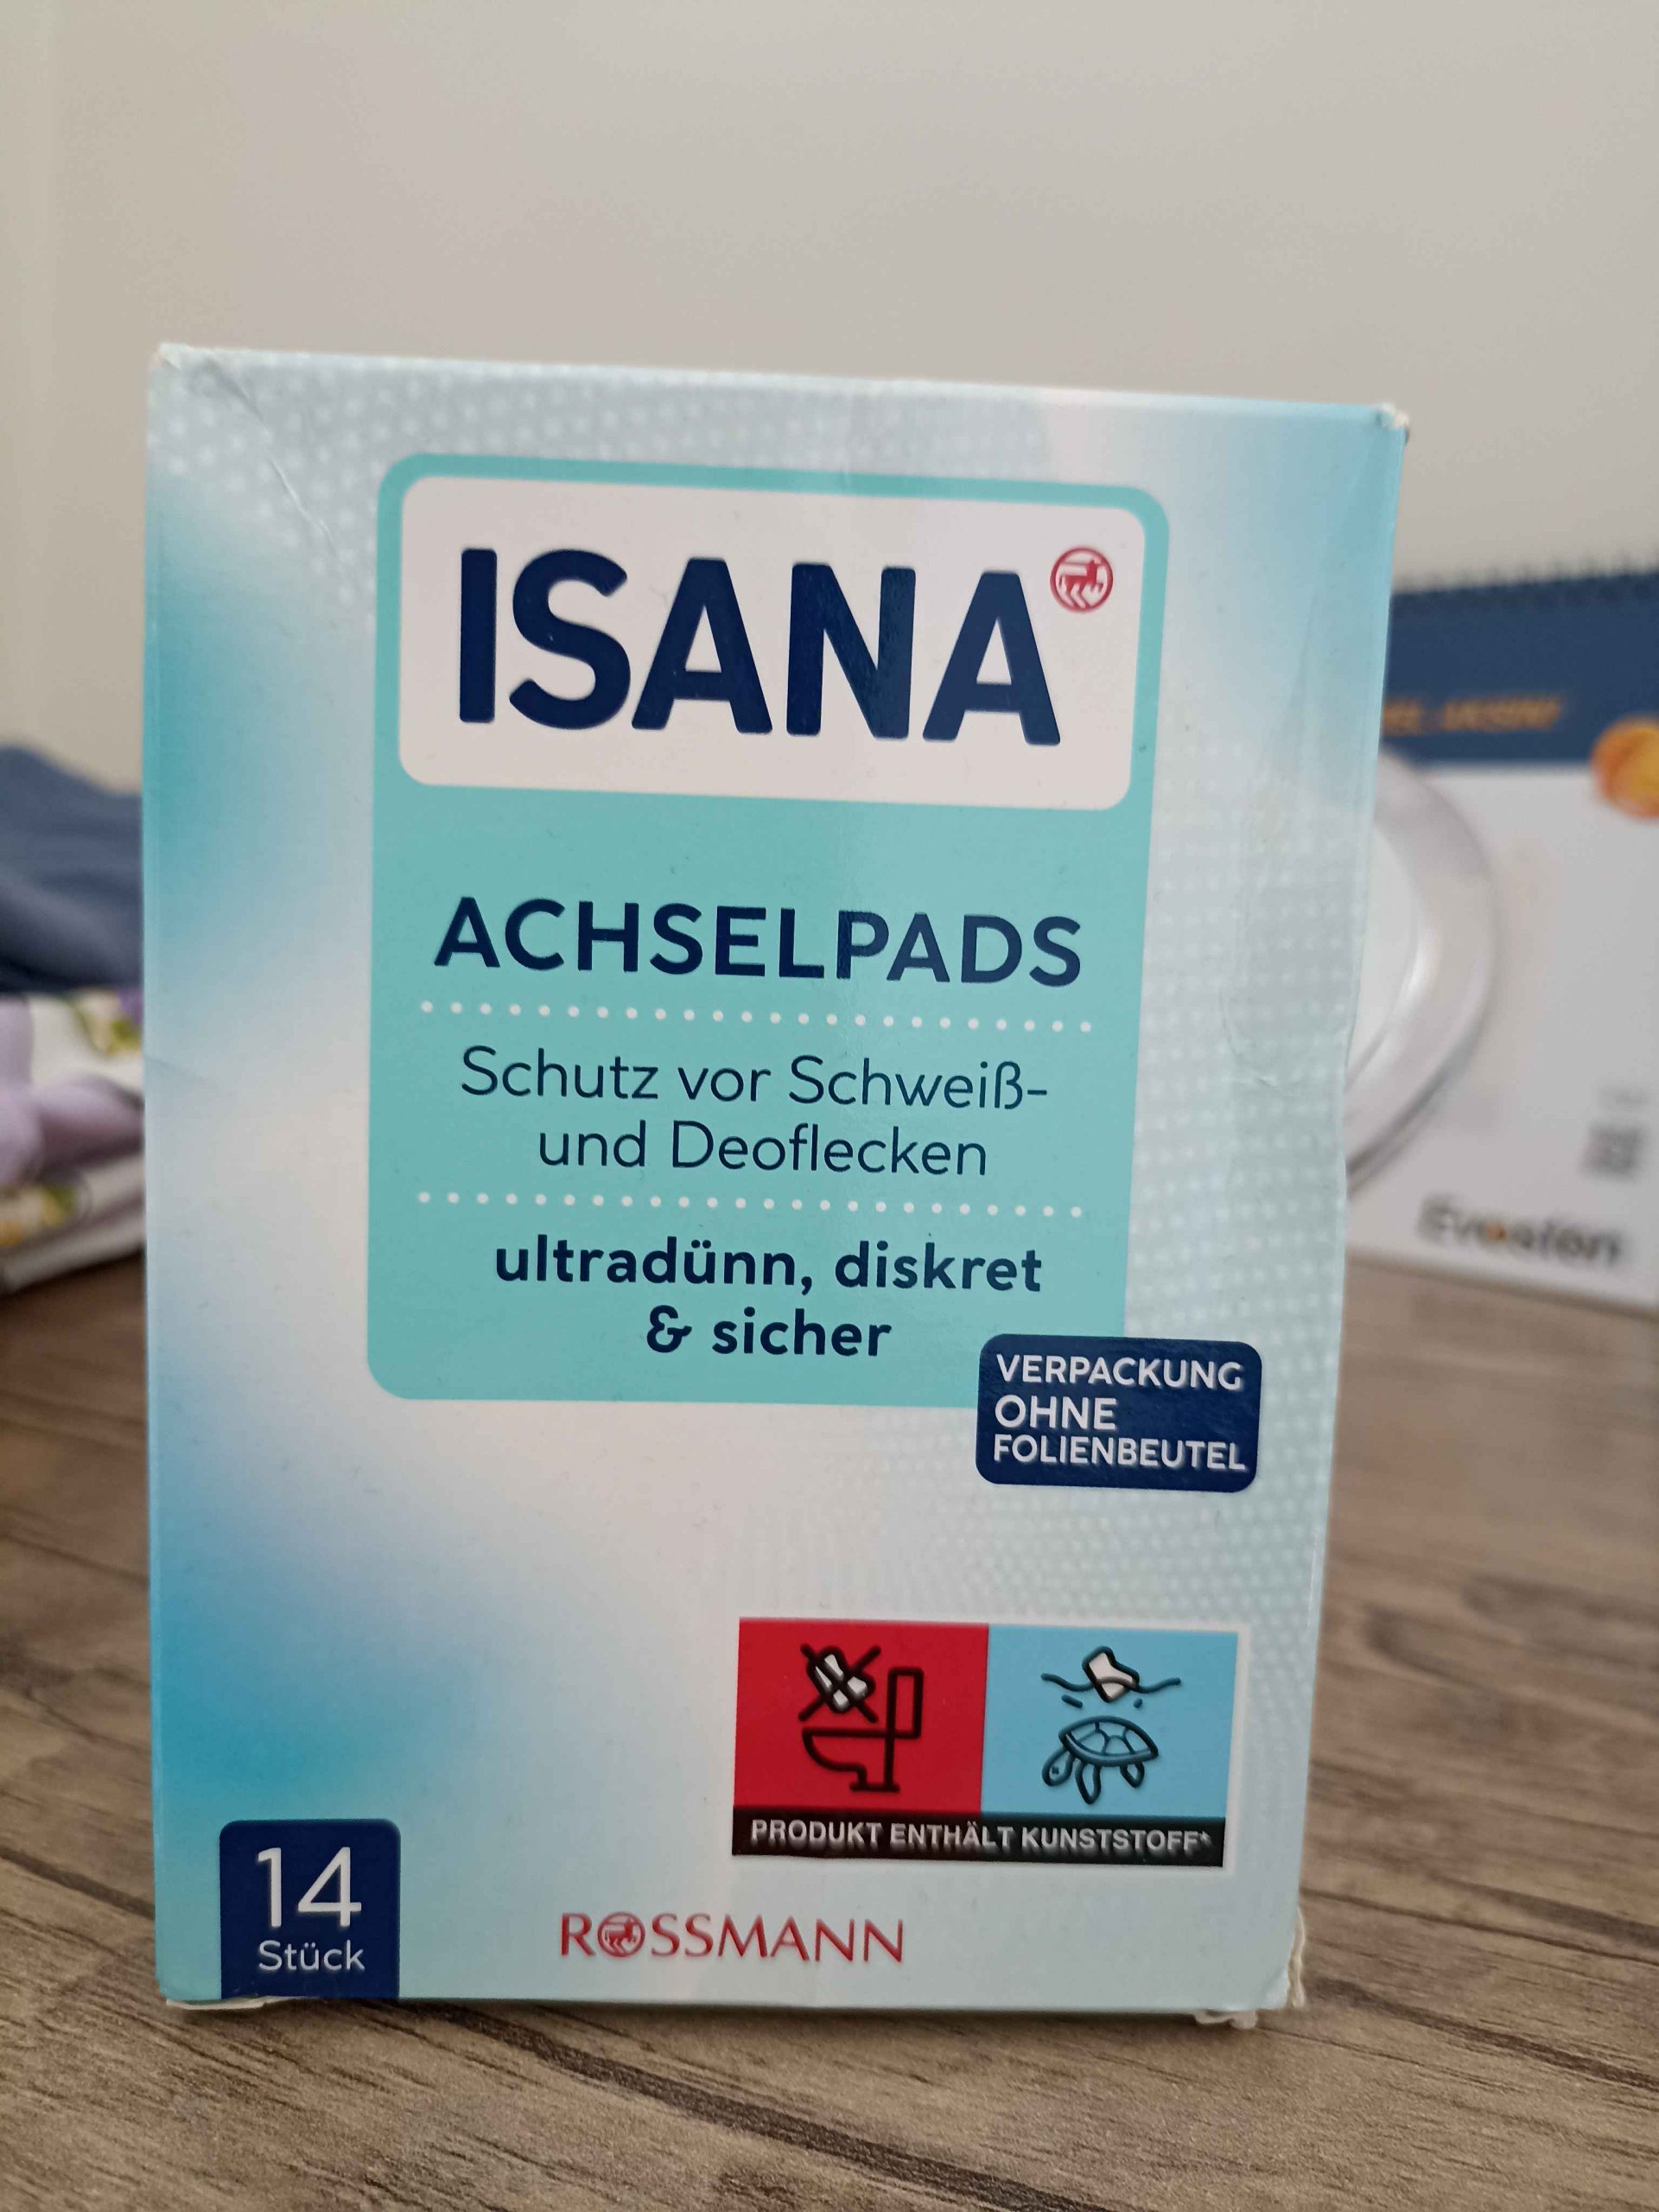 ISANA
ACHSELPADS
Schutz vor Schweiß-
und Deoflecken
ultradünn, diskret
& sicher
VERPACKUNG
OHNE
FOLIENBEUTEL
PRODUKT ENTHÄLT KUNSTSTOFF*
14
Stück
ROSSMANN